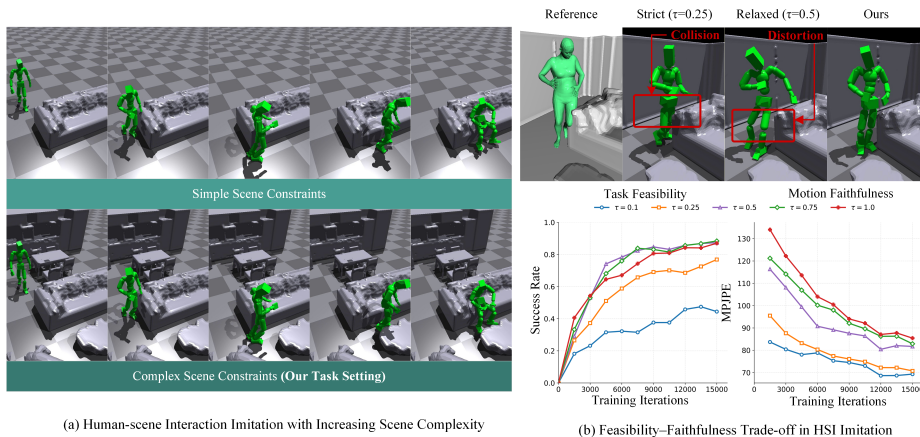 Simple Scene Constraints
Complex Scene Constraints (Our Task Setting)
(a) Human-scene Interaction Imitation with Increasing Scene Complexity
Reference
Strict (τ=0.25)
Relaxed (τ=0.5)
Ours
Collision
Distortion
Task Feasibility
Motion Faithfulness
τ = 0.1
τ = 0.25
τ = 0.5
τ = 0.75
τ = 1.0
Success Rate
1.0
0.8
0.6
0.4
0.2
0.0
3000 6000 9000 12000 15000
Training Iterations
MPJPE
130
120
110
100
90
80
70
3000 6000 9000 12000 15000
Training Iterations
(b) Feasibility–Faithfulness Trade-off in HSI Imitation